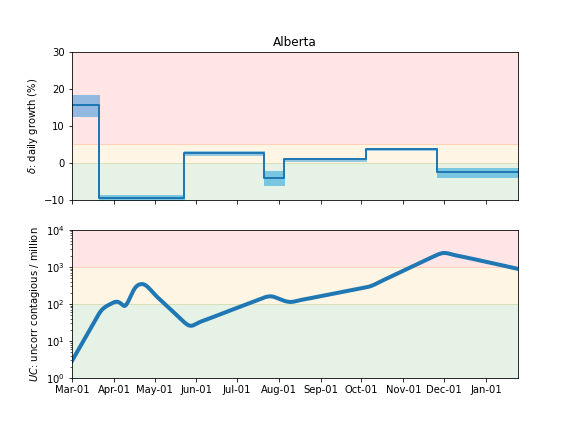 Alberta
δ: daily growth (%)
30
20
10
0
−10
UC: uncorr contagious / million
10⁴
10³
10²
10¹
10⁰
Mar-01 Apr-01 May-01 Jun-01 Jul-01 Aug-01 Sep-01 Oct-01 Nov-01 Dec-01 Jan-01